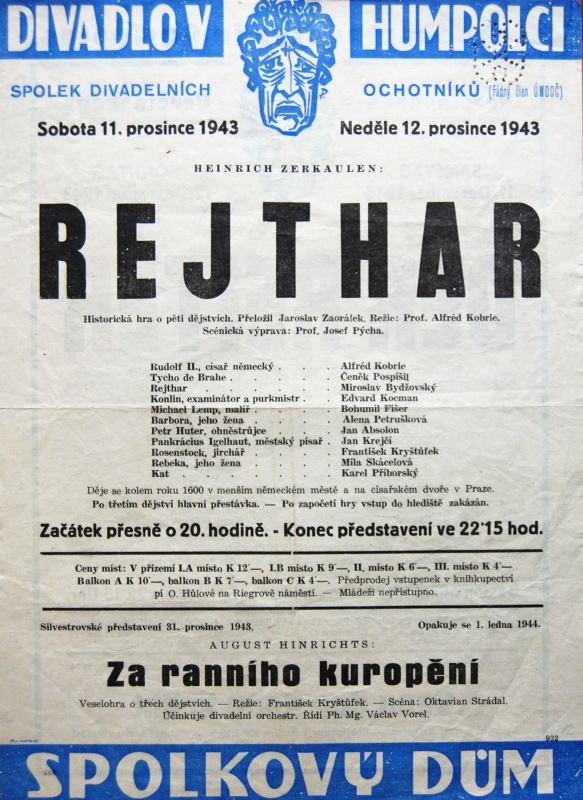 DIVADLO V HUMPOLCI
SPOLEK DIVADELNÍCH OCHOTNÍKŮ (řádný člen ÚMDOČ)
Sobota 11. prosince 1943 Neděle 12. prosince 1943
HEINRICH ZERKAULEN:
REJTHAR
Historická hra o pěti dějstvích. Přeložil Jaroslav Zaorálek. Režie: Prof. Alfréd Kobrle.
Scénická výprava: Prof. Josef Pýcha.
Rudolf II., císař německý . . . Alfréd Kobrle
Tycho de Brahe . . . . . Čeněk Pospíšil
Rejthar . . . . . . Miroslav Bydžovský
Konlin, examinátor a purkmistr . . Edvard Kocman
Michael Lemp, malíř . . . . Bohumil Fišer
Barbora, jeho žena . . . . Alena Petrušková
Petr Huter, ohněstrůjce . . . Jan Absolon
Pankrácius Igelhaut, městský písař . Jan Krejčí
Rosenstock, jirchář . . . . František Kryštůfek
Rebeka, jeho žena . . . . Míla Skácelová
Kat . . . . . . . Karel Příborský
Děje se kolem roku 1600 v menším německém městě a na císařském dvoře v Praze.
Po třetím dějství hlavní přestávka. — Po započetí hry vstup do hlediště zakázán.
Začátek přesně o 20. hodině. - Konec představení ve 22·15 hod.
Ceny míst: V přízemí I.A místo K 12·—, I.B místo K 9·—, II. místo K 6·—, III. místo K 4·—
Balkon A K 10·—, balkon B K 7·—, balkon C K 4·—. Předprodej vstupenek v knihkupectví
pí O. Hůlové na Riegrově náměstí. — Mládeži nepřístupno.
Silvestrovské představení 31. prosince 1943. Opakuje se 1. ledna 1944.
AUGUST HINRICHTS:
Za ranního kuropění
Veselohra o třech dějstvích. — Režie: František Kryštůfek. — Scéna: Oktavian Strádal.
Účinkuje divadelní orchestr. Řídí Ph. Mg. Václav Vorel.
932
SPOLKOVÝ DŮM